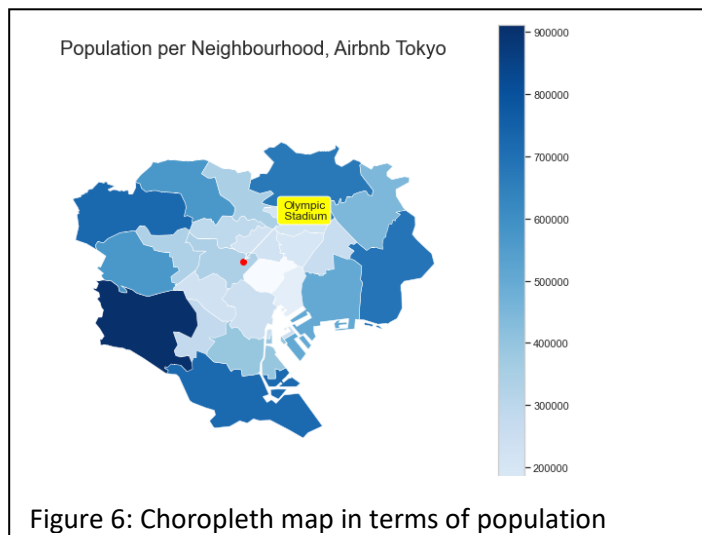 Population per Neighbourhood, Airbnb Tokyo
Olympic
Stadium
900000
800000
700000
600000
500000
400000
300000
200000
Figure 6: Choropleth map in terms of population